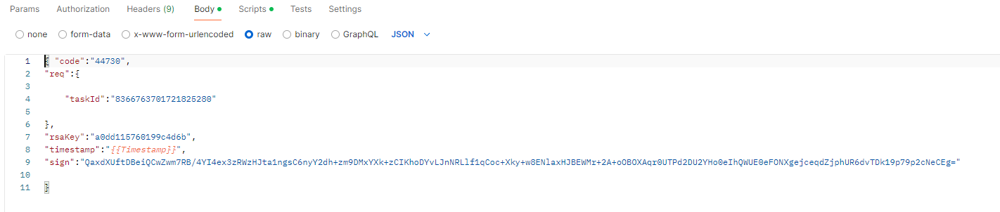 Params Authorization Headers (9) Body Scripts Tests Settings
none form-data x-www-form-urlencoded raw binary GraphQL JSON
1 { "code":"44730",
2 "req":{
3
4 "taskId":"8366763701721825280"
5
6 },
7 "rsaKey":"a0dd115760199c4d6b",
8 "timestamp":"{{Timestamp}}",
9 "sign":"QaxdXUftDBeiQCwZwm7RB/4YI4ex3zRWzHJta1ngsC6nyY2dh+zm9DMxYXk+zCIKhoDYvLJnNRLlf1qCoc+Xky+w8ENlaxHJBEWMr+2A+oOBOXAqr0UTPd2DU2YHo0eIhQWUE0eFONXgejceqdZjphUR6dvTDk19p79p2cNeCEg="
10
11 }